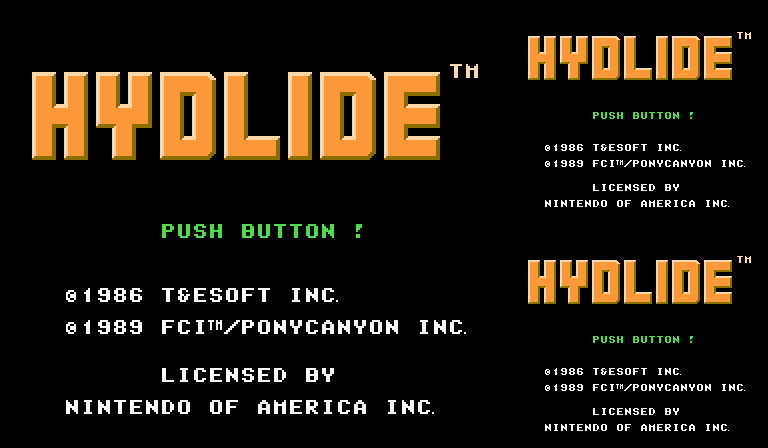 HYDLIDE™
PUSH BUTTON !
©1986 T&ESOFT INC.
©1989 FCI™/PONYCANYON INC.
LICENSED BY
NINTENDO OF AMERICA INC.
HYDLIDE™
PUSH BUTTON !
©1986 T&ESOFT INC.
©1989 FCI™/PONYCANYON INC.
LICENSED BY
NINTENDO OF AMERICA INC.
HYDLIDE™
PUSH BUTTON !
©1986 T&ESOFT INC.
©1989 FCI™/PONYCANYON INC.
LICENSED BY
NINTENDO OF AMERICA INC.